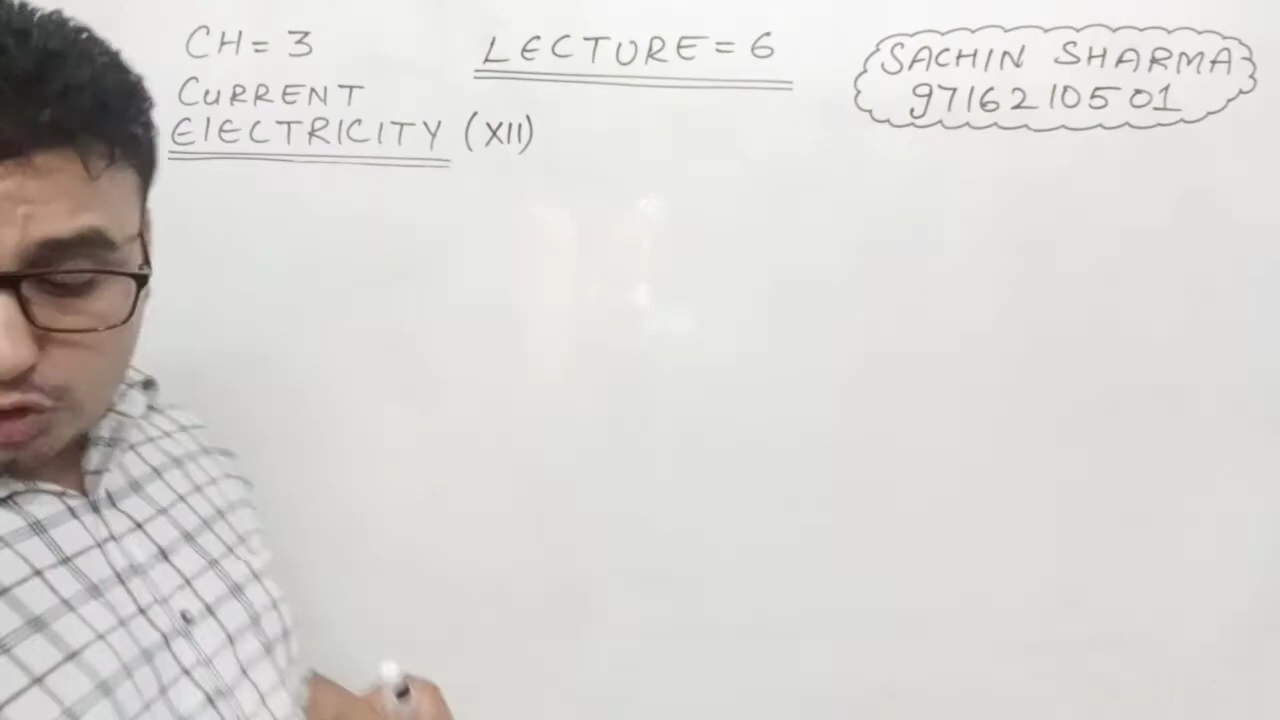 CH = 3
CURRENT
ElECTRICITY (XII)
LECTURE = 6
SACHIN SHARMA
9716210501